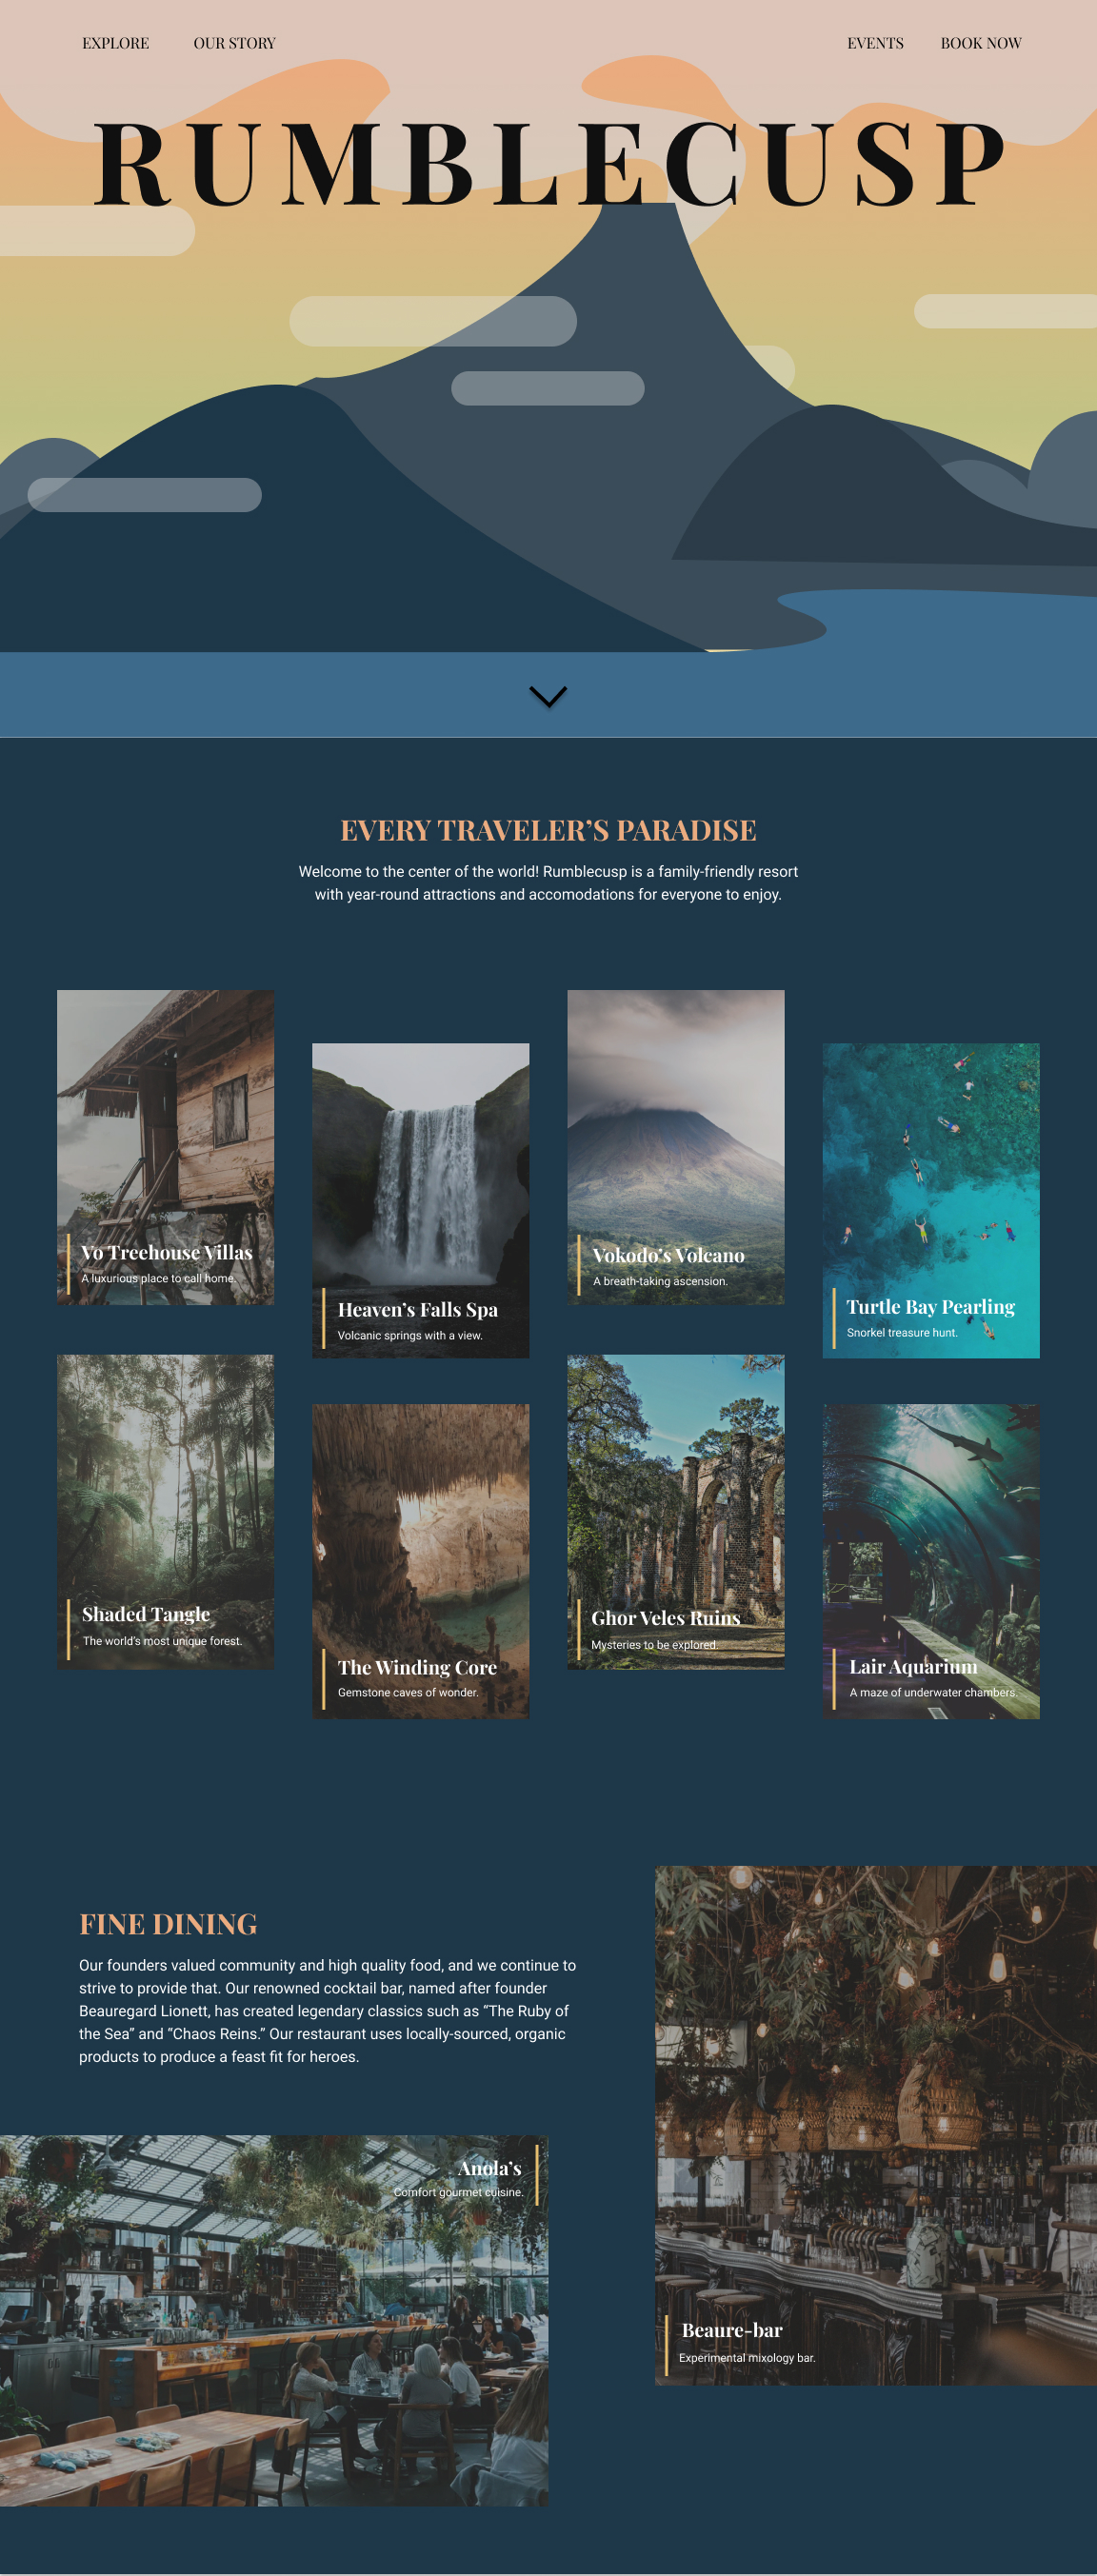 EXPLORE OUR STORY EVENTS BOOK NOW
RUMBLECUSP
EVERY TRAVELER’S PARADISE
Welcome to the center of the world! Rumblecusp is a family-friendly resort
with year-round attractions and accomodations for everyone to enjoy.
Vo Treehouse Villas
A luxurious place to call home.
Heaven’s Falls Spa
Volcanic springs with a view.
Vokodo’s Volcano
A breath-taking ascension.
Turtle Bay Pearling
Snorkel treasure hunt.
Shaded Tangle
The world’s most unique forest.
The Winding Core
Gemstone caves of wonder.
Ghor Veles Ruins
Mysteries to be explored.
Lair Aquarium
A maze of underwater chambers.
FINE DINING
Our founders valued community and high quality food, and we continue to
strive to provide that. Our renowned cocktail bar, named after founder
Beauregard Lionett, has created legendary classics such as “The Ruby of
the Sea” and “Chaos Reins.” Our restaurant uses locally-sourced, organic
products to produce a feast fit for heroes.
Anola’s
Comfort gourmet cuisine.
Beaure-bar
Experimental mixology bar.